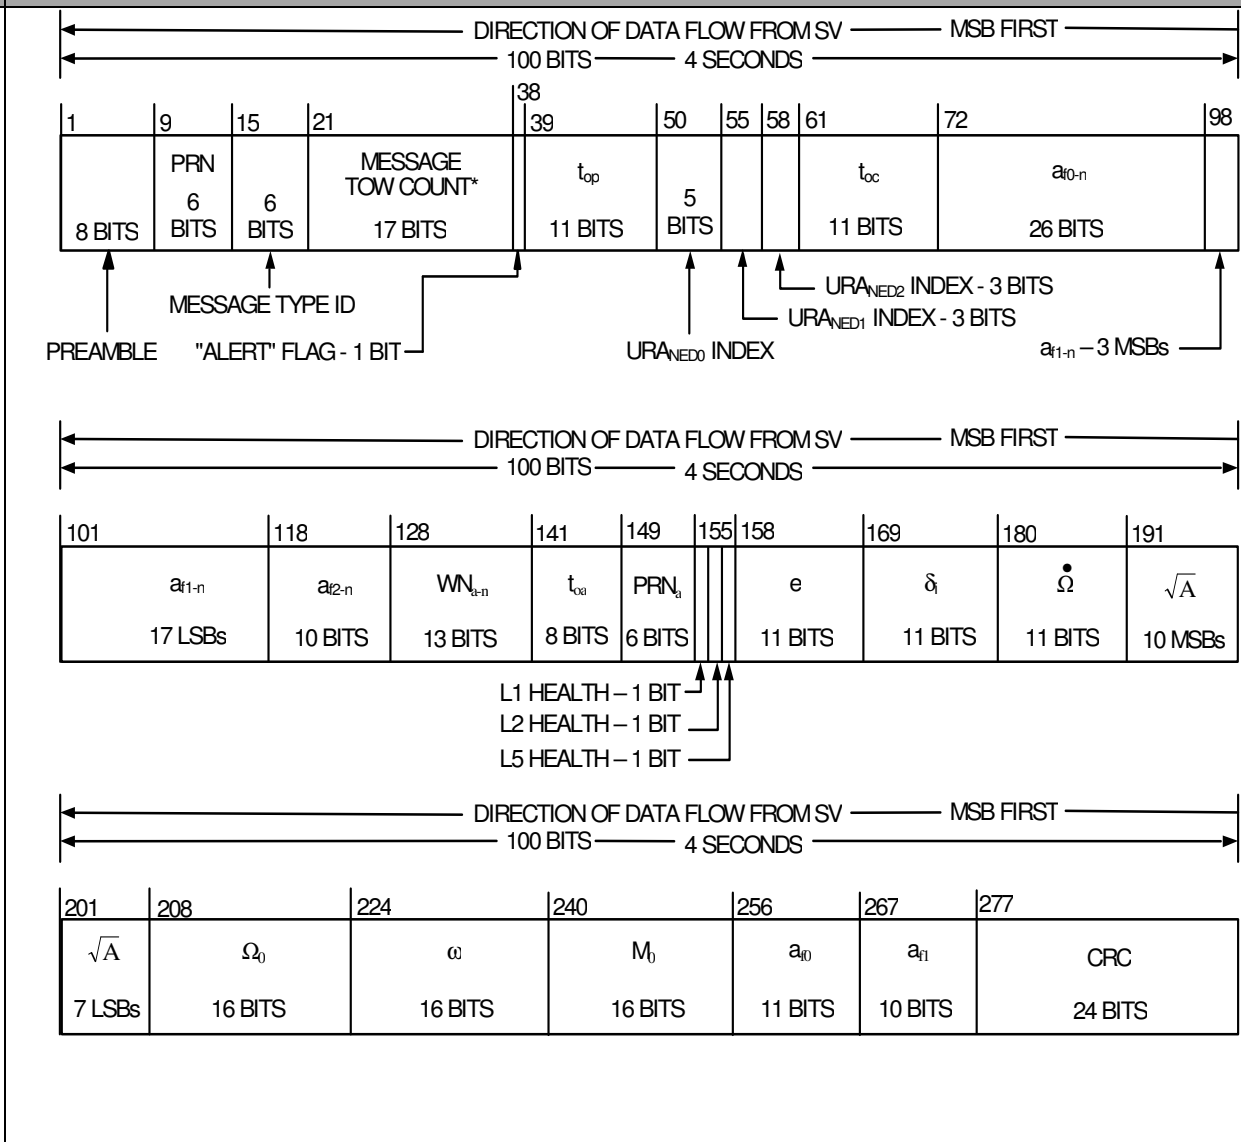 DIRECTION OF DATA FLOW FROM SV MSB FIRST
100 BITS 4 SECONDS
1 9 15 21 38 39 50 55 58 61 72 98
PRN MESSAGE
TOW COUNT* t_op t_oc a_f0-n
8 BITS 6 BITS 6 BITS 17 BITS 11 BITS 5 BITS 11 BITS 26 BITS
MESSAGE TYPE ID URA_NED2 INDEX - 3 BITS
URA_NED1 INDEX - 3 BITS
PREAMBLE "ALERT" FLAG - 1 BIT URA_NED0 INDEX a_f1-n – 3 MSBs
DIRECTION OF DATA FLOW FROM SV MSB FIRST
100 BITS 4 SECONDS
101 118 128 141 149 155 158 169 180 191
a_f1-n a_f2-n WN_a-n t_oa PRN_a e δ_i Ω̇ √A
17 LSBs 10 BITS 13 BITS 8 BITS 6 BITS 11 BITS 11 BITS 11 BITS 10 MSBs
L1 HEALTH – 1 BIT
L2 HEALTH – 1 BIT
L5 HEALTH – 1 BIT
DIRECTION OF DATA FLOW FROM SV MSB FIRST
100 BITS 4 SECONDS
201 208 224 240 256 267 277
√A Ω_0 ω M_0 a_f0 a_f1 CRC
7 LSBs 16 BITS 16 BITS 16 BITS 11 BITS 10 BITS 24 BITS